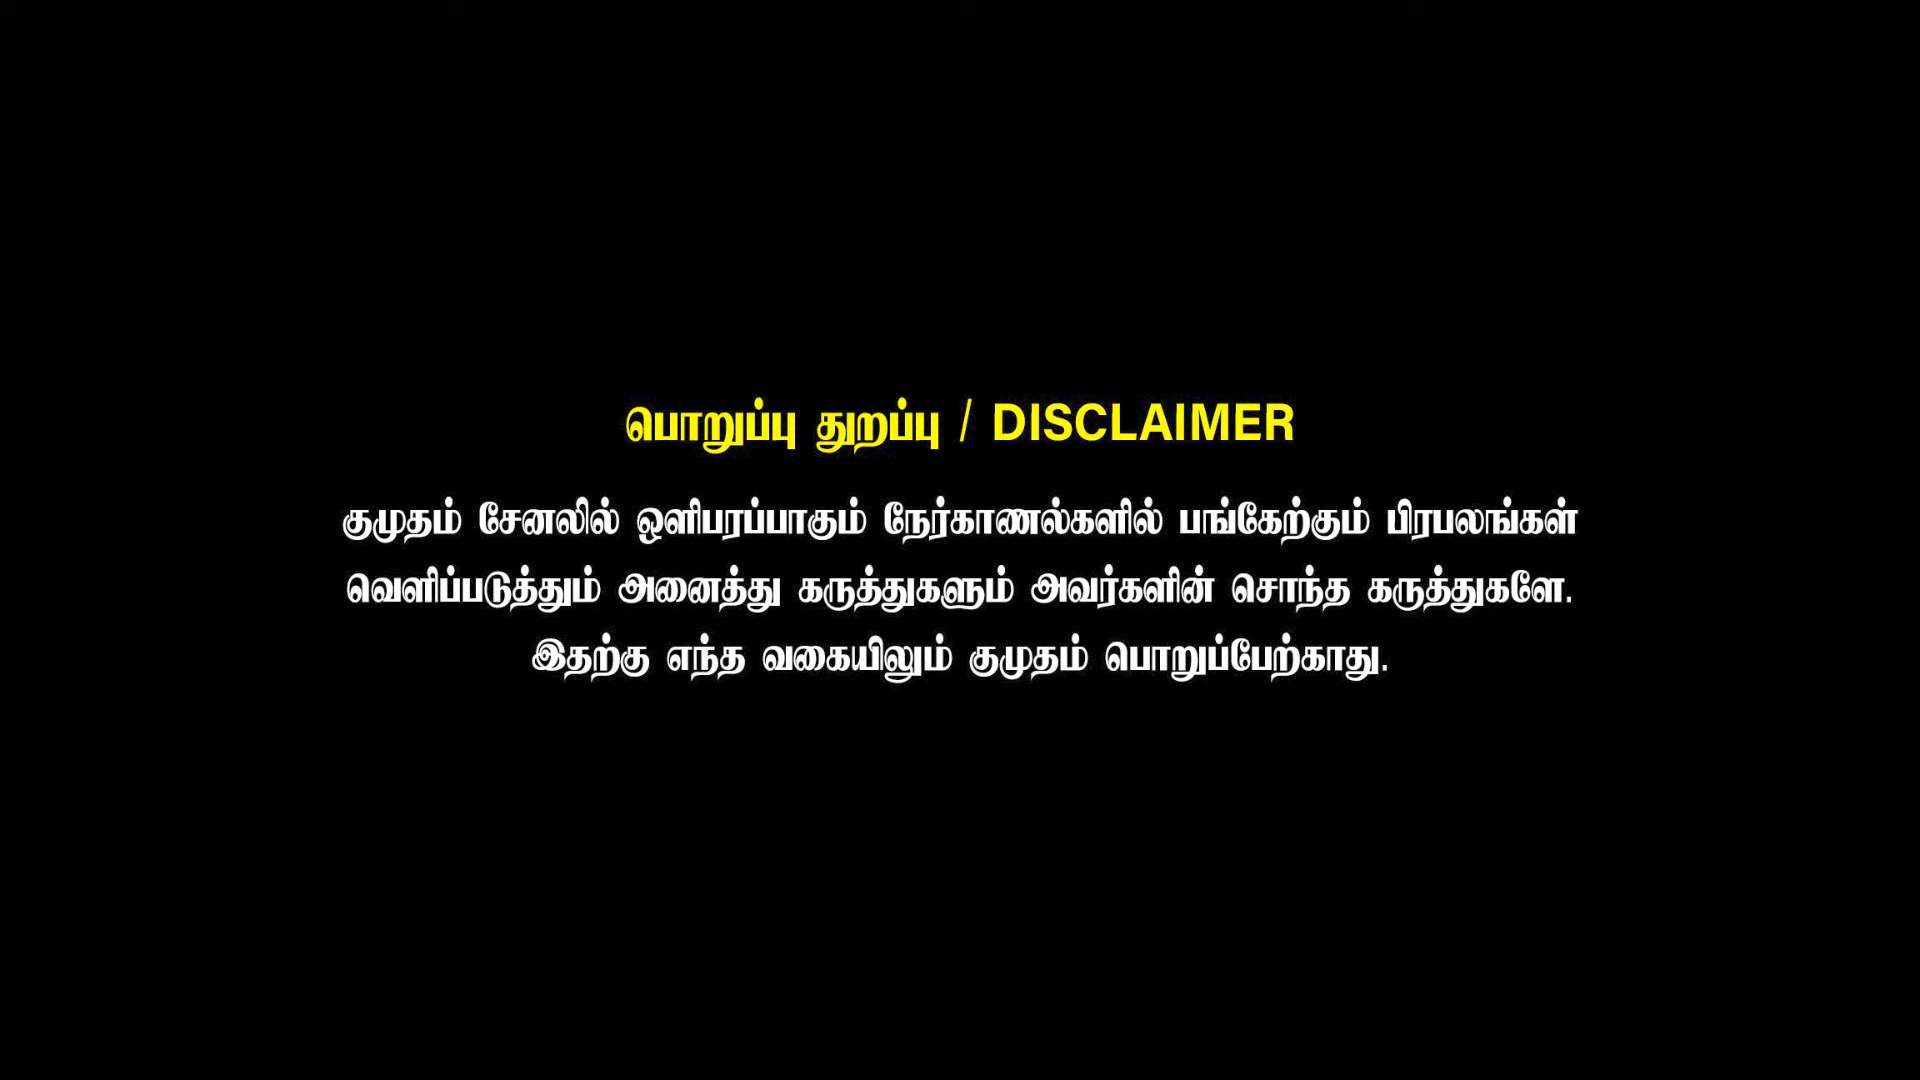 பொறுப்பு துறப்பு / DISCLAIMER
குமுதம் சேனலில் ஒளிபரப்பாகும் நேர்காணல்களில் பங்கேற்கும் பிரபலங்கள்
வெளிப்படுத்தும் அனைத்து கருத்துகளும் அவர்களின் சொந்த கருத்துகளே.
இதற்கு எந்த வகையிலும் குமுதம் பொறுப்பேற்காது.